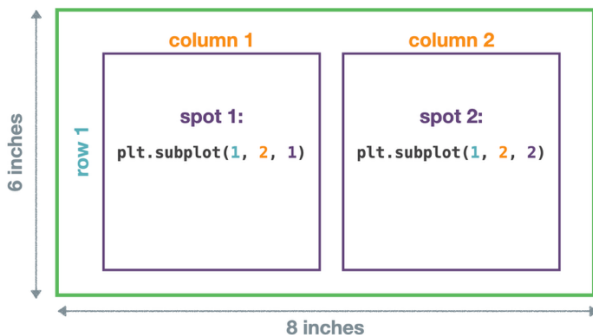 column 1
column 2
spot 1:
spot 2:
plt.subplot(1, 2, 1)
plt.subplot(1, 2, 2)
row 1
6 inches
8 inches